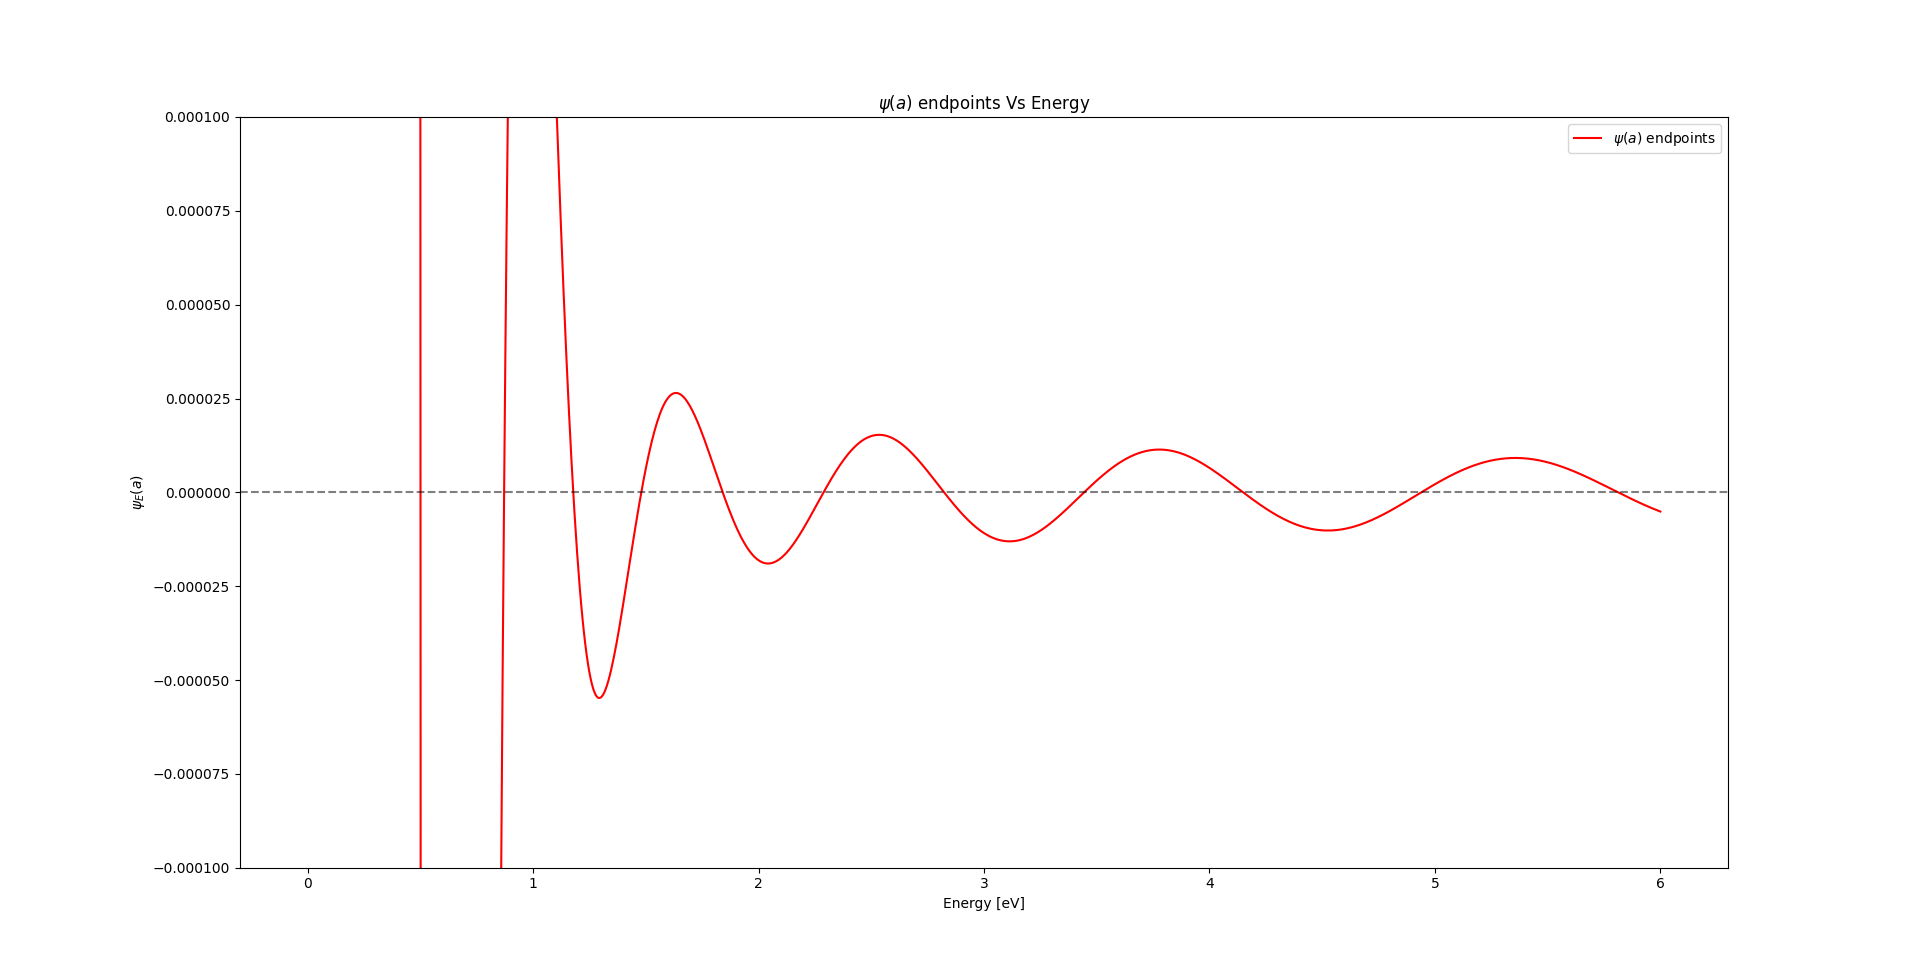 ψ(a) endpoints Vs Energy
ψ(a) endpoints
0.000100
0.000075
0.000050
0.000025
0.000000
−0.000025
−0.000050
−0.000075
−0.000100
ψE(a)
0 1 2 3 4 5 6
Energy [eV]